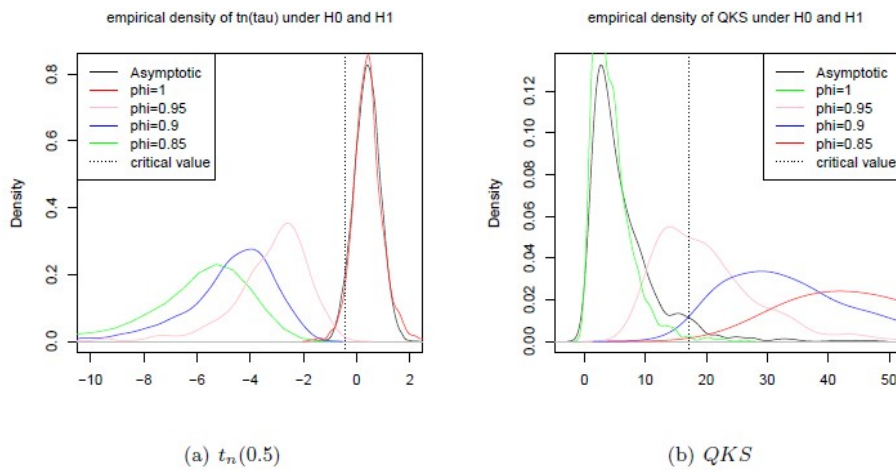 empirical density of tn(tau) under H0 and H1
Density
0.0 0.2 0.4 0.6 0.8
Asymptotic
phi=1
phi=0.95
phi=0.9
phi=0.85
critical value
−10 −8 −6 −4 −2 0 2
(a) tn(0.5)
empirical density of QKS under H0 and H1
Density
0.00 0.02 0.04 0.06 0.08 0.10 0.12
Asymptotic
phi=1
phi=0.95
phi=0.9
phi=0.85
critical value
0 10 20 30 40 50
(b) QKS